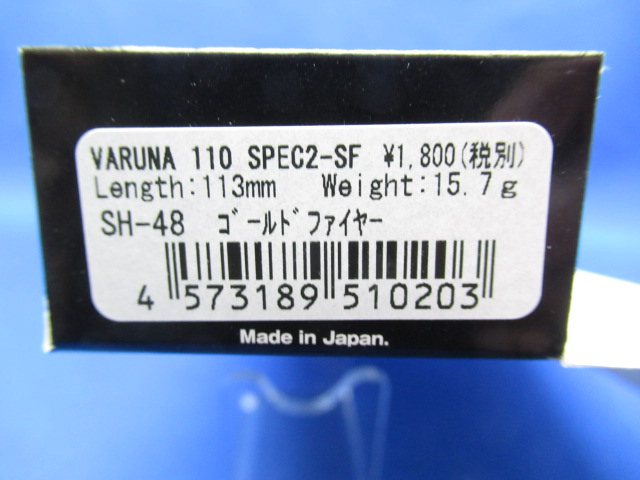 VARUNA 110 SPEC2-SF ¥1,800(税別)
Length:113mm Weight:15.7g
SH-48 ｺﾞｰﾙﾄﾞﾌｧｲﾔｰ
4 573189 510203
Made in Japan.